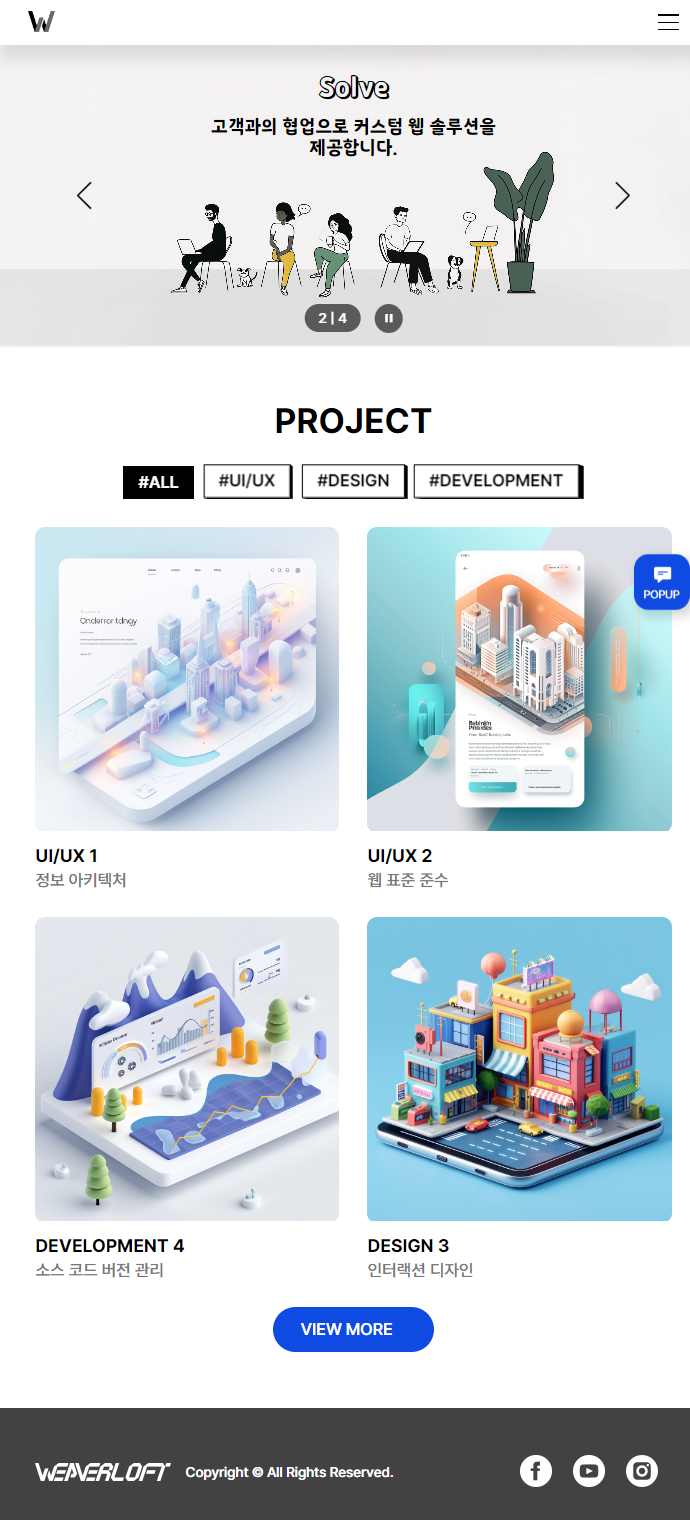 W
Solve
고객과의 협업으로 커스텀 웹 솔루션을
제공합니다.
2 | 4
PROJECT
#ALL #UI/UX #DESIGN #DEVELOPMENT
POPUP
Onderror tdngy
UI/UX 1
정보 아키텍처
UI/UX 2
웹 표준 준수
DEVELOPMENT 4
소스 코드 버전 관리
DESIGN 3
인터랙션 디자인
VIEW MORE
WEAVERLOFT Copyright © All Rights Reserved.